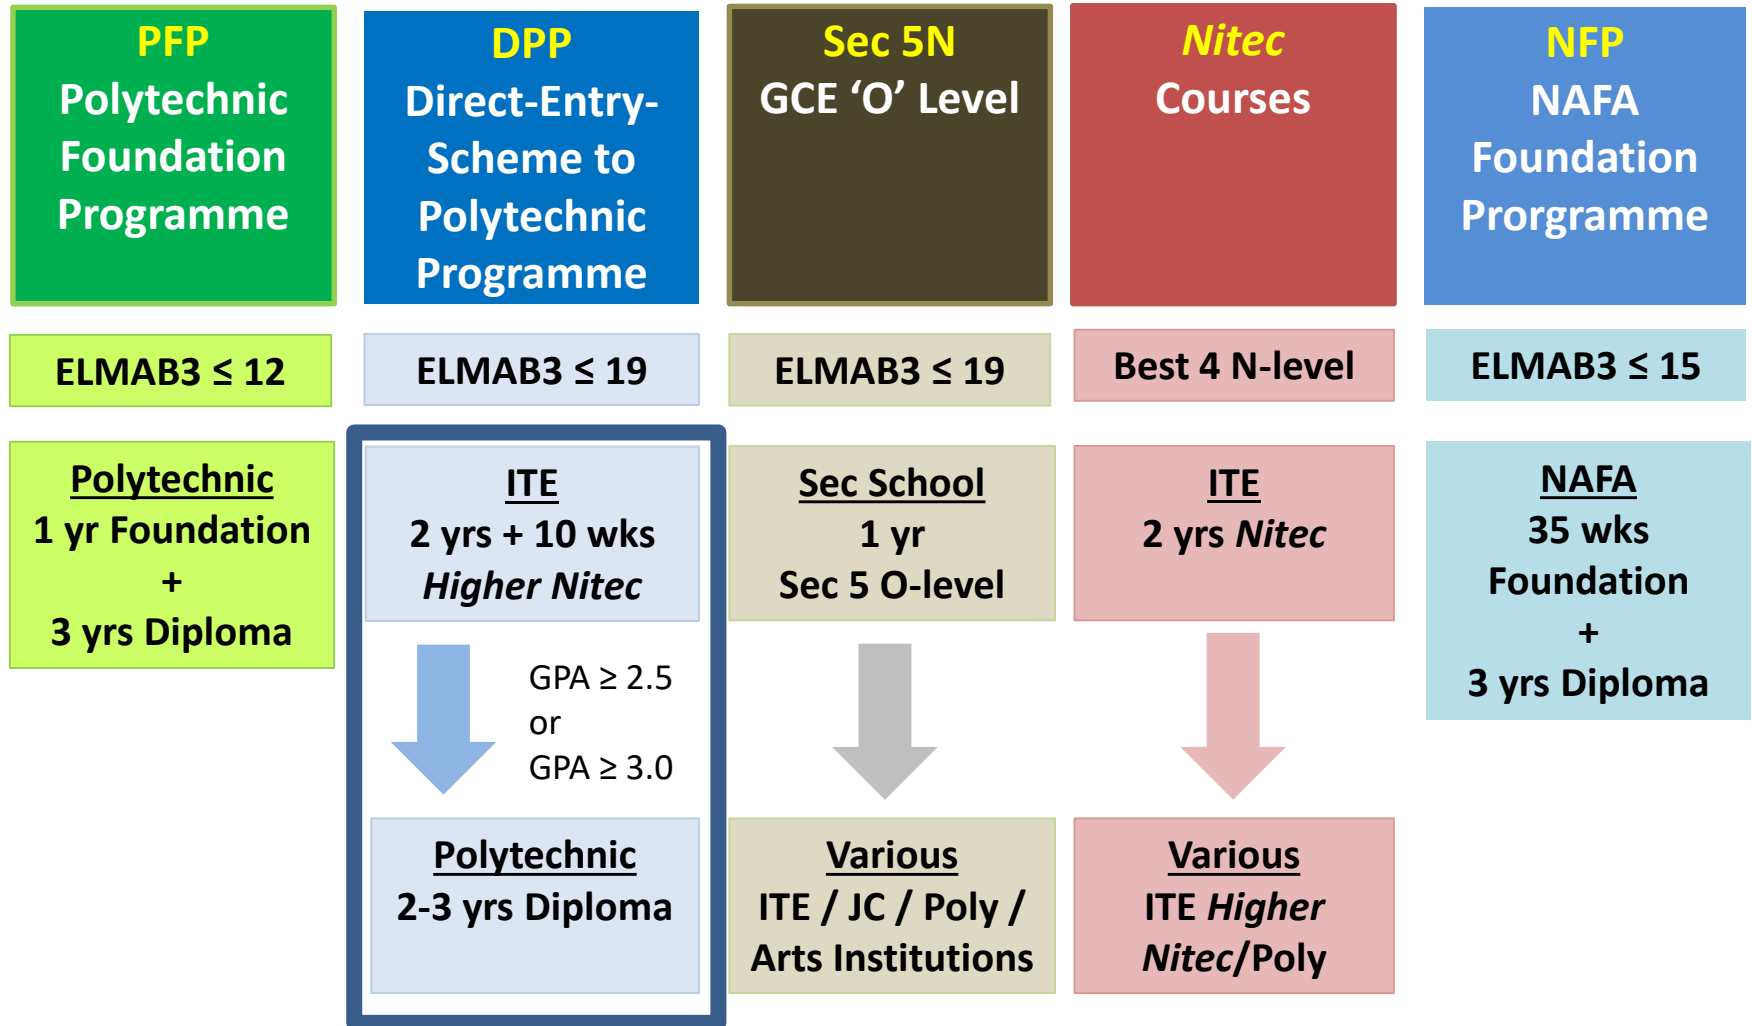 PFP
Polytechnic
Foundation
Programme
DPP
Direct-Entry-
Scheme to
Polytechnic
Programme
Sec 5N
GCE ‘O’ Level
Nitec
Courses
NFP
NAFA
Foundation
Prorgramme
ELMAB3 ≤ 12
ELMAB3 ≤ 19
ELMAB3 ≤ 19
Best 4 N-level
ELMAB3 ≤ 15
Polytechnic
1 yr Foundation
+
3 yrs Diploma
ITE
2 yrs + 10 wks
Higher Nitec
GPA ≥ 2.5
or
GPA ≥ 3.0
Polytechnic
2-3 yrs Diploma
Sec School
1 yr
Sec 5 O-level
Various
ITE / JC / Poly /
Arts Institutions
ITE
2 yrs Nitec
Various
ITE Higher
Nitec/Poly
NAFA
35 wks
Foundation
+
3 yrs Diploma